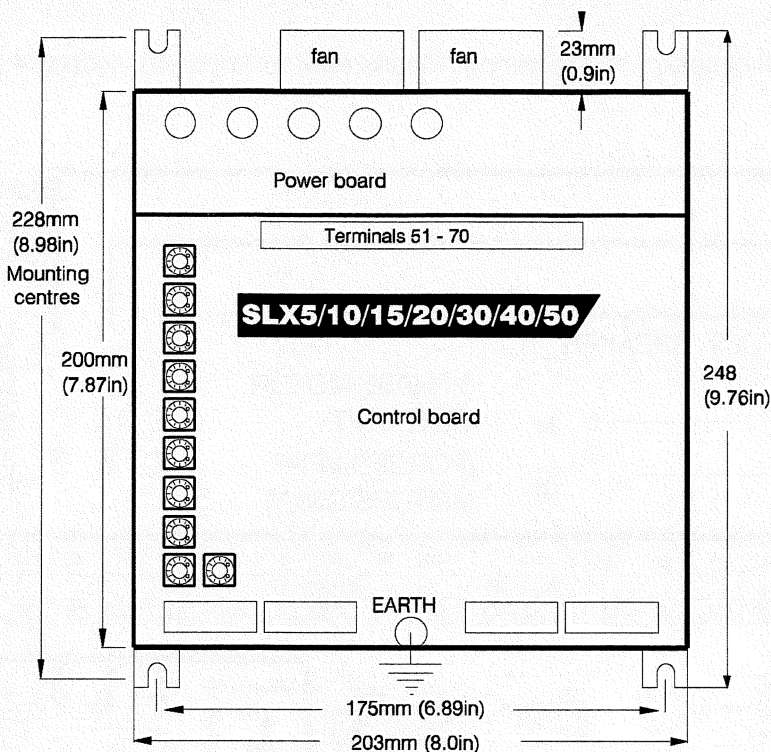 fan
fan
23mm
(0.9in)
Power board
228mm
(8.98in)
Mounting
centres
Terminals 51 - 70
SLX5/10/15/20/30/40/50
200mm
(7.87in)
248
(9.76in)
Control board
EARTH
175mm (6.89in)
203mm (8.0in)